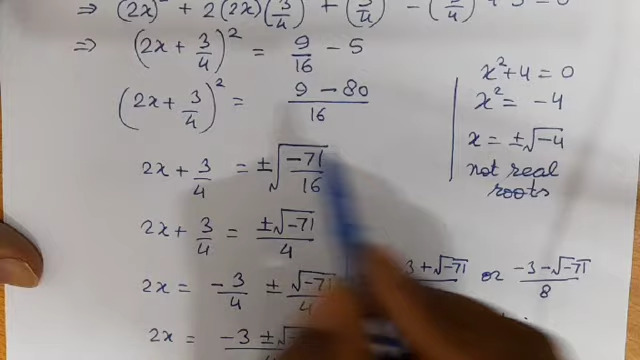 ⇒ (2x)² + 2(2x)(3/4) + (3/4)² - (3/4)
⇒ (2x + 3/4)² = 9/16 - 5
(2x + 3/4)² = 9 - 80/16
2x + 3/4 = ±√-71/16
2x + 3/4 = ±√-71/4
2x = -3/4 ± √-71/4
2x = -3 ± √-
x² + 4 = 0
x² = -4
x = ±√-4
not real
roots
3 + √-71 or -3 - √-71/8